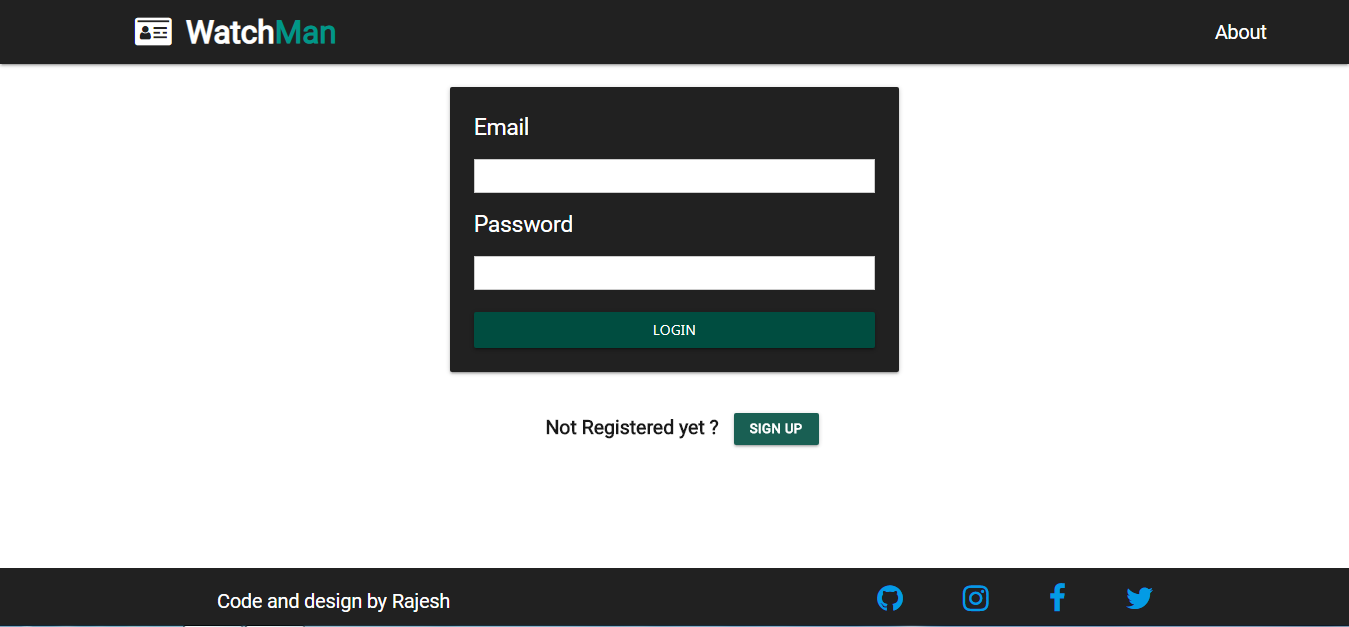 WatchMan
About
Email
Password
LOGIN
Not Registered yet ?
SIGN UP
Code and design by Rajesh